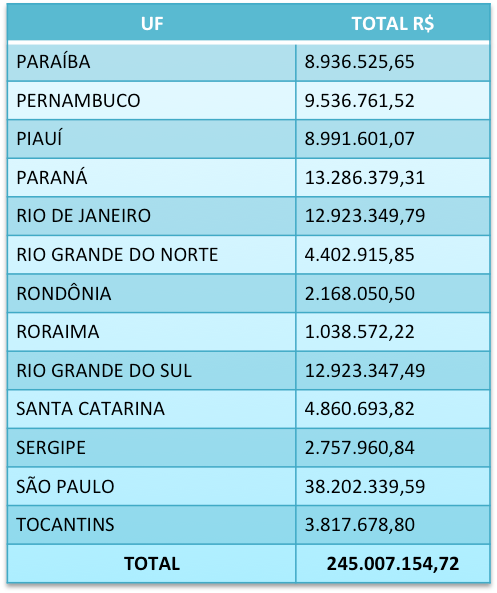 UF TOTAL R$
PARAÍBA 8.936.525,65
PERNAMBUCO 9.536.761,52
PIAUÍ 8.991.601,07
PARANÁ 13.286.379,31
RIO DE JANEIRO 12.923.349,79
RIO GRANDE DO NORTE 4.402.915,85
RONDÔNIA 2.168.050,50
RORAIMA 1.038.572,22
RIO GRANDE DO SUL 12.923.347,49
SANTA CATARINA 4.860.693,82
SERGIPE 2.757.960,84
SÃO PAULO 38.202.339,59
TOCANTINS 3.817.678,80
TOTAL 245.007.154,72